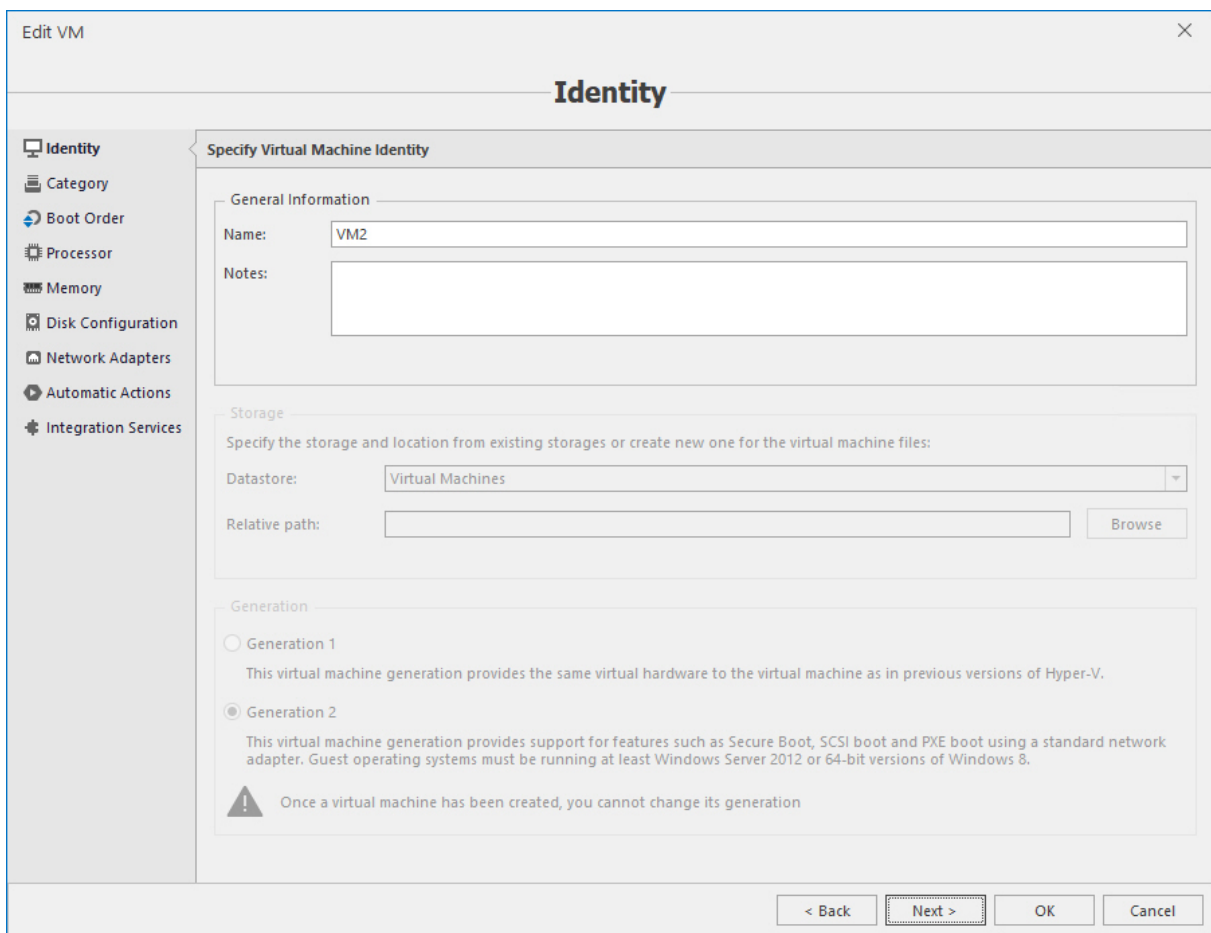 Edit VM
Identity
Identity
Category
Boot Order
Processor
Memory
Disk Configuration
Network Adapters
Automatic Actions
Integration Services
Specify Virtual Machine Identity
General Information
Name: VM2
Notes:
Storage
Specify the storage and location from existing storages or create new one for the virtual machine files:
Datastore: Virtual Machines
Relative path: Browse
Generation
Generation 1
This virtual machine generation provides the same virtual hardware to the virtual machine as in previous versions of Hyper-V.
Generation 2
This virtual machine generation provides support for features such as Secure Boot, SCSI boot and PXE boot using a standard network
adapter. Guest operating systems must be running at least Windows Server 2012 or 64-bit versions of Windows 8.
Once a virtual machine has been created, you cannot change its generation
< Back Next > OK Cancel